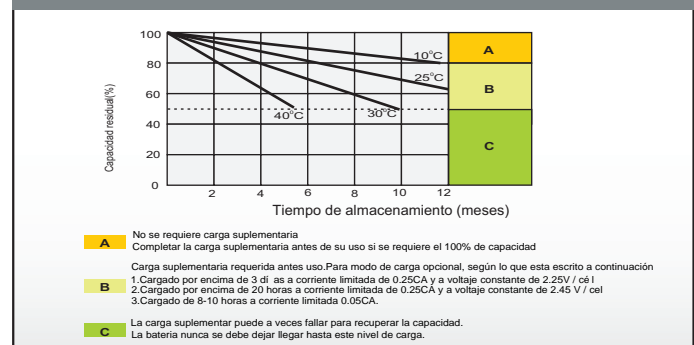 100
80
60
40
20
0
Capacidad residual(%)
10°C
25°C
30°C
40°C
A
B
C
2 4 6 8 10 12
Tiempo de almacenamiento (meses)
A
No se requiere carga suplementaria
Completar la carga suplementaria antes de su uso si se requiere el 100% de capacidad
Carga suplementaria requerida antes uso.Para modo de carga opcional, según lo que esta escrito a continuación
B
1.Cargado por encima de 3 dí as a corriente limitada de 0.25CA y a voltaje constante de 2.25V / cé l
2.Cargado por encima de 20 horas a corriente limitada de 0.25CA y a voltaje constante de 2.45 V / cel
3.Cargado de 8-10 horas a corriente limitada 0.05CA.
C
La carga suplementar puede a veces fallar para recuperar la capacidad.
La bateria nunca se debe dejar llegar hasta este nivel de carga.